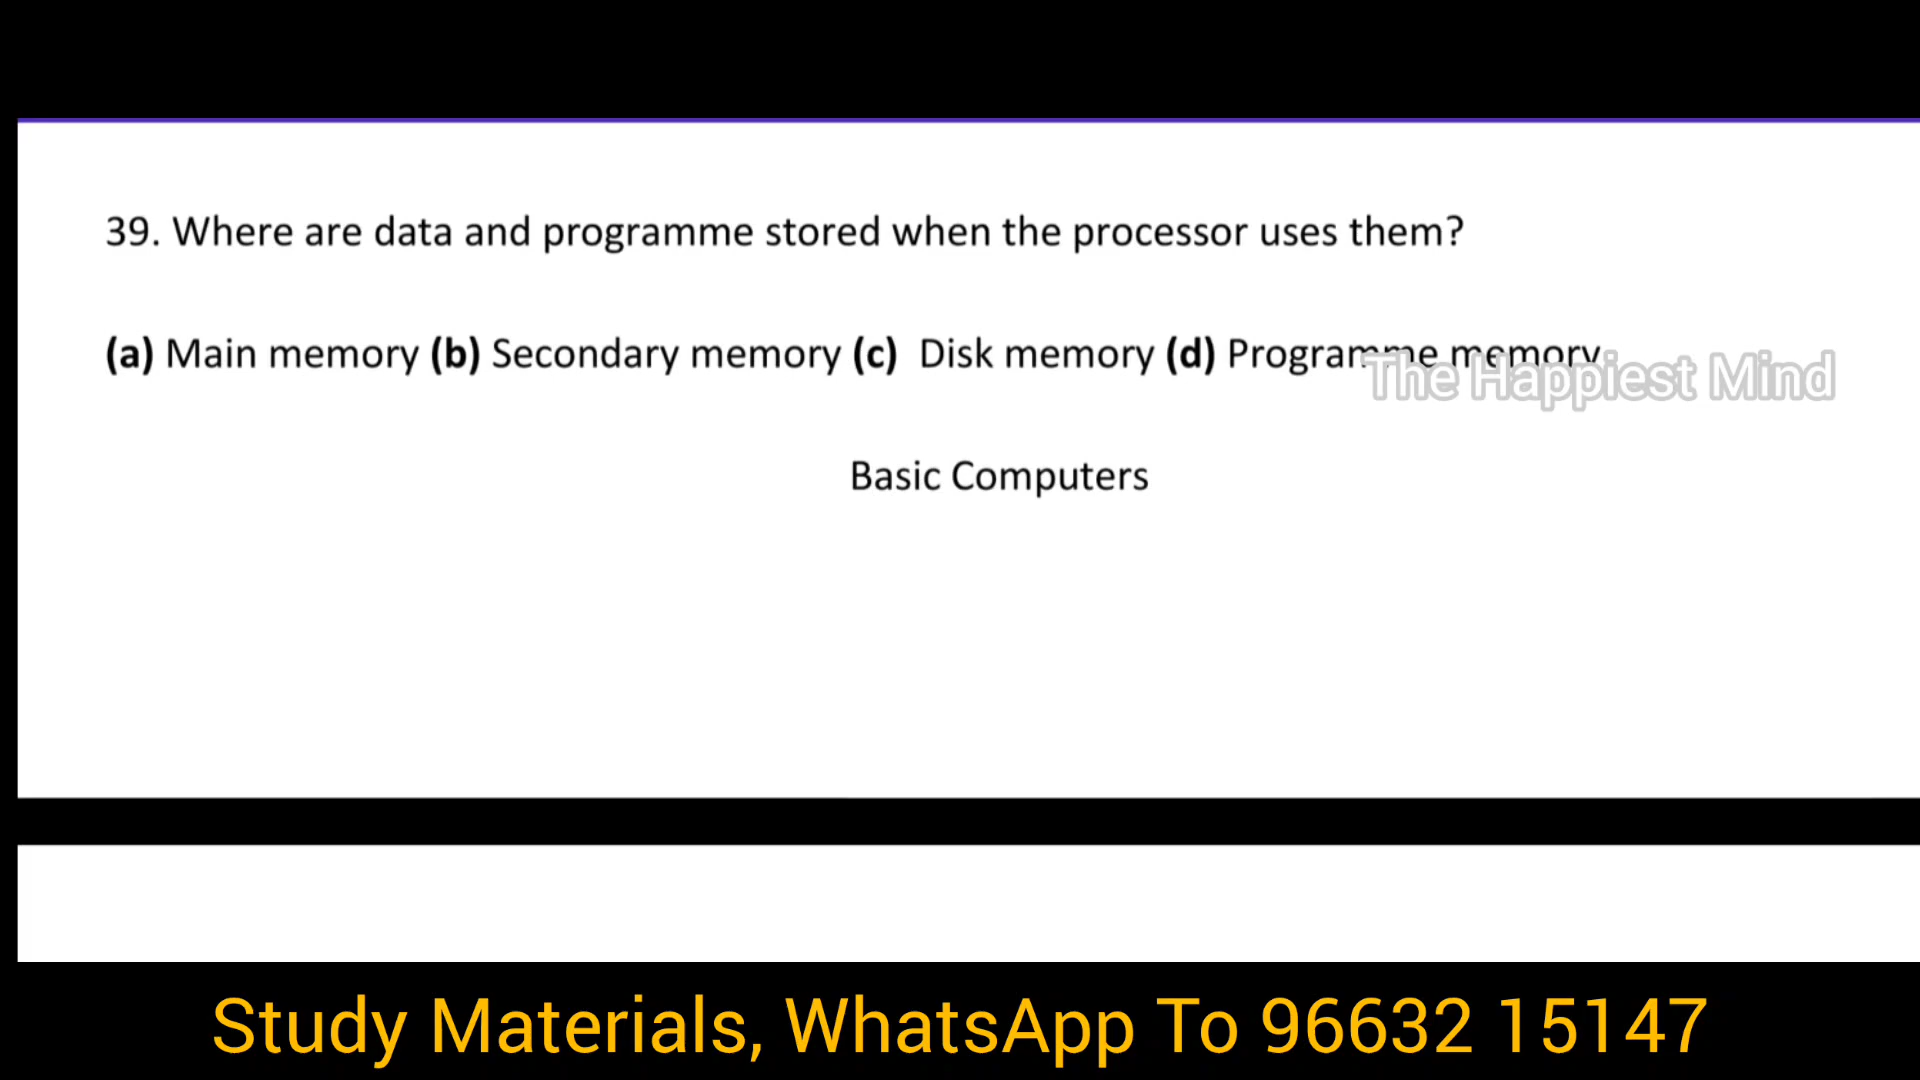 39. Where are data and programme stored when the processor uses them?
(a) Main memory (b) Secondary memory (c) Disk memory (d) Programme memory
The Happiest Mind
Basic Computers
Study Materials, WhatsApp To 96632 15147